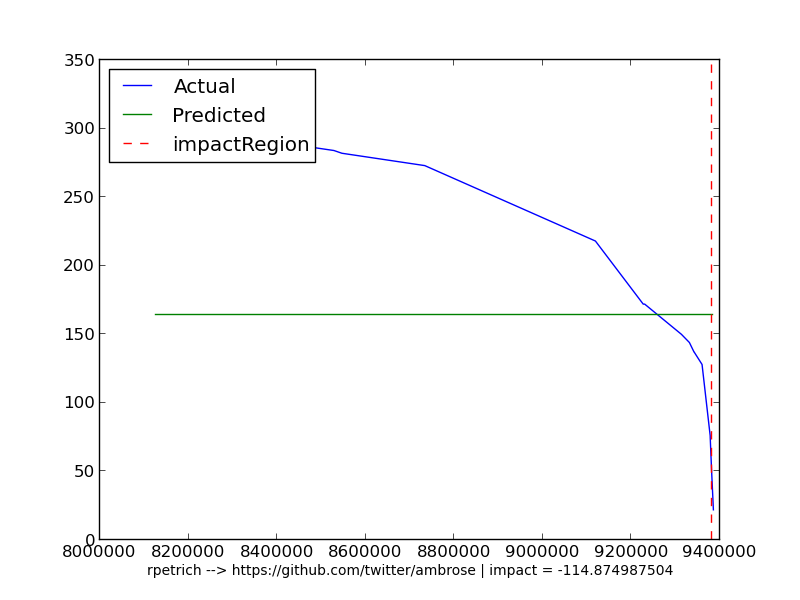 350
300
250
200
150
100
50
0
Actual
Predicted
impactRegion
8000000 8200000 8400000 8600000 8800000 9000000 9200000 9400000
rpetrich --> https://github.com/twitter/ambrose | impact = -114.874987504